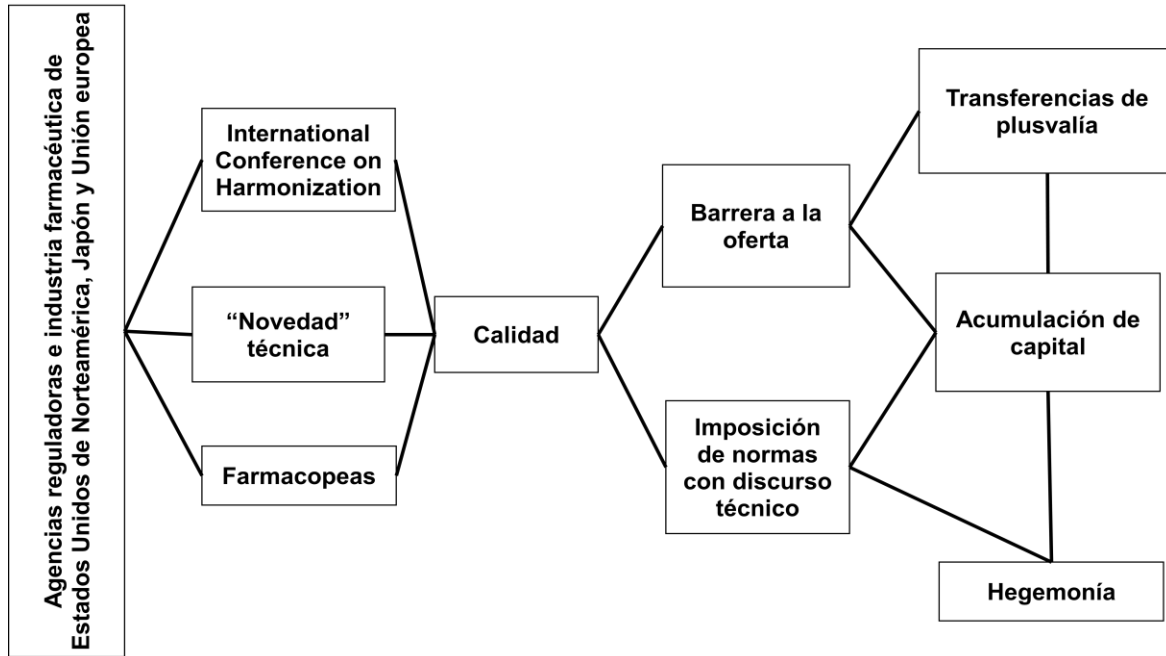 Agencias reguladoras e industria farmacéutica de
Estados Unidos de Norteamérica, Japón y Unión europea
International
Conference on
Harmonization
“Novedad”
técnica
Farmacopeas
Calidad
Barrera a la
oferta
Imposición
de normas
con discurso
técnico
Transferencias de
plusvalía
Acumulación de
capital
Hegemonía